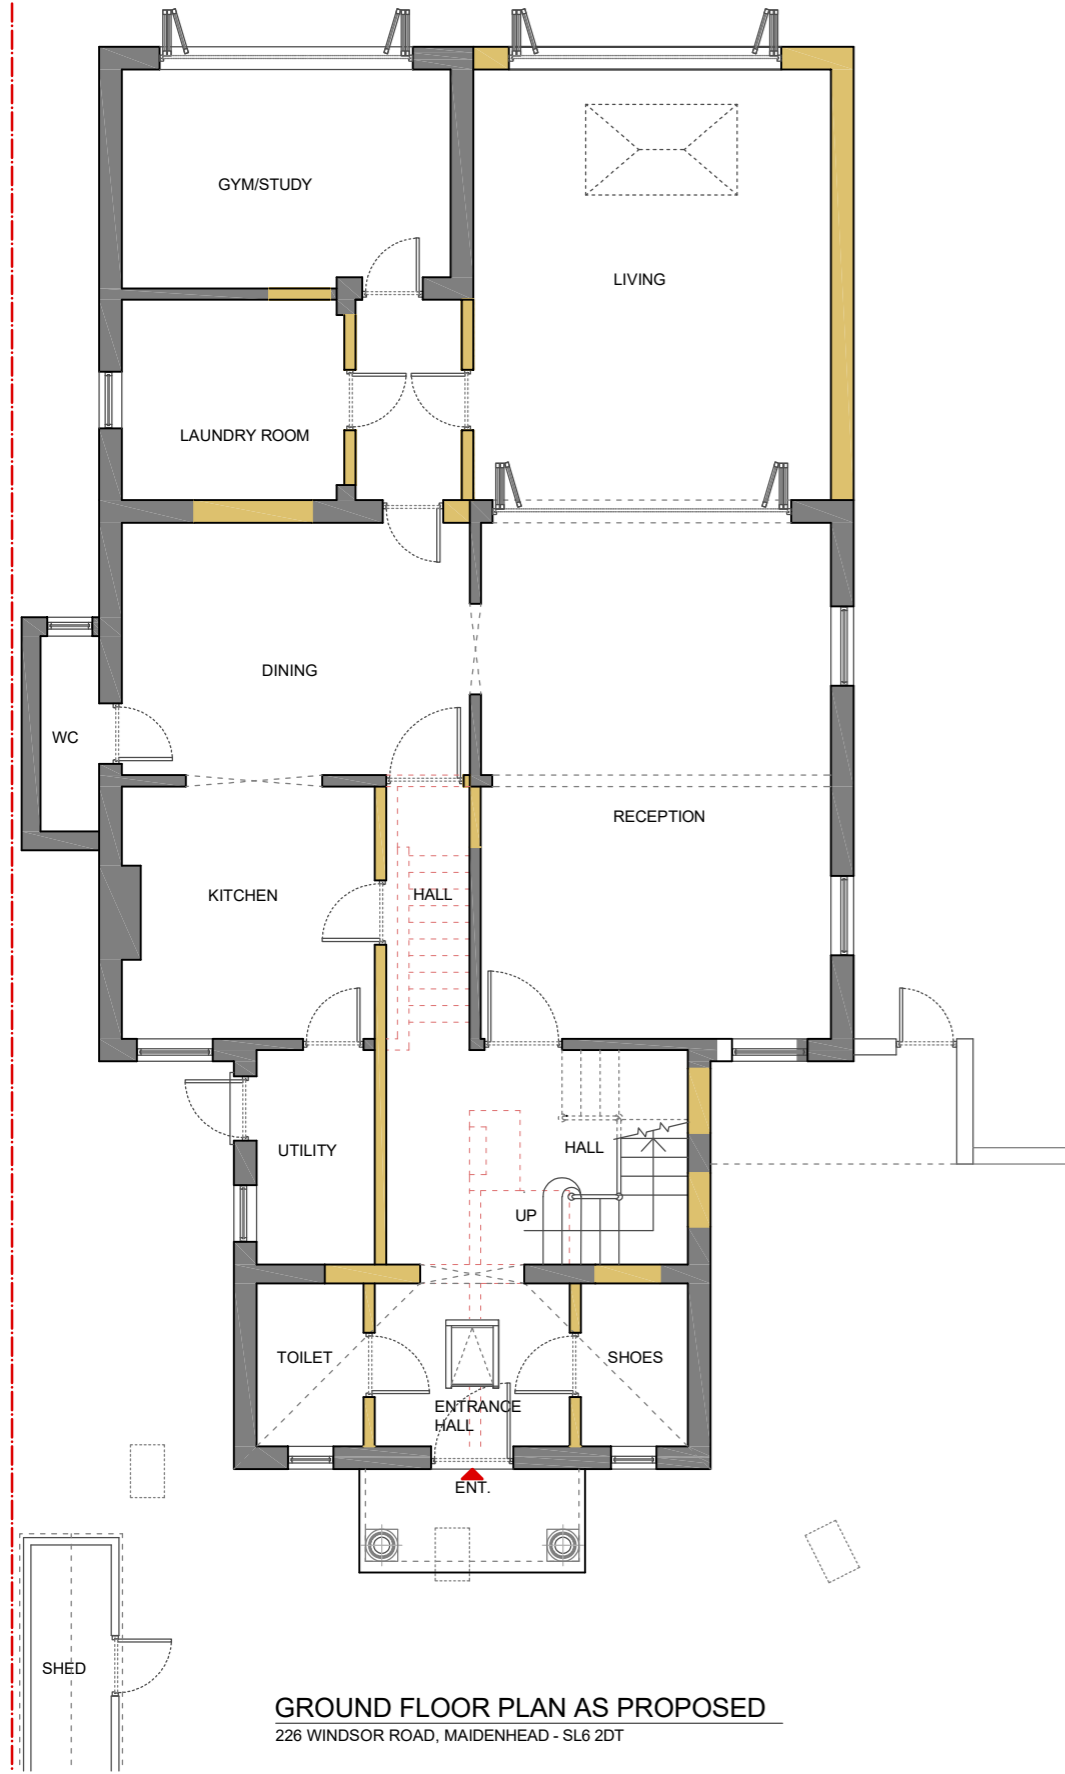 GYM/STUDY
LIVING
LAUNDRY ROOM
DINING
WC
RECEPTION
KITCHEN
HALL
UTILITY
HALL
UP
TOILET
SHOES
ENTRANCE
HALL
ENT.
SHED
GROUND FLOOR PLAN AS PROPOSED
226 WINDSOR ROAD, MAIDENHEAD - SL6 2DT